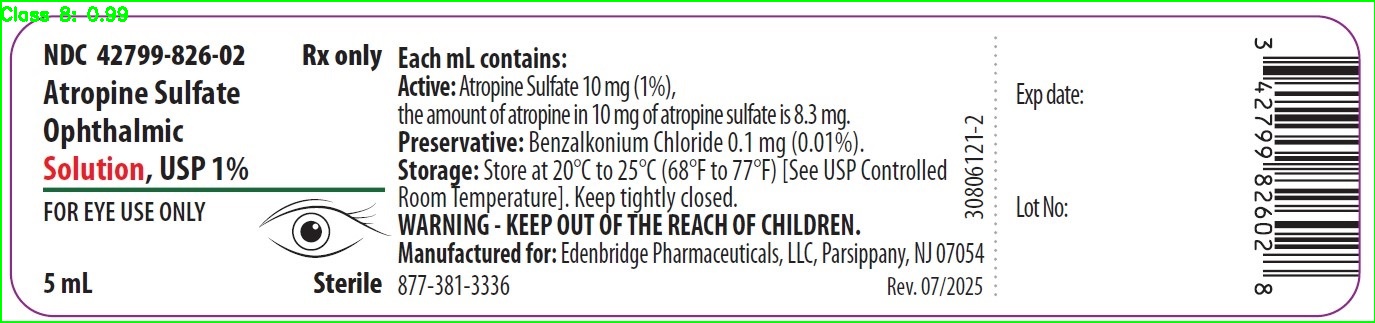 Class 8: 0.99
NDC 42799-826-02 Rx only
Atropine Sulfate
Ophthalmic
Solution, USP 1%
FOR EYE USE ONLY
5 mL Sterile
Each mL contains:
Active: Atropine Sulfate 10 mg (1%),
the amount of atropine in 10 mg of atropine sulfate is 8.3 mg.
Preservative: Benzalkonium Chloride 0.1 mg (0.01%).
Storage: Store at 20°C to 25°C (68°F to 77°F) [See USP Controlled
Room Temperature]. Keep tightly closed.
WARNING - KEEP OUT OF THE REACH OF CHILDREN.
Manufactured for: Edenbridge Pharmaceuticals, LLC, Parsippany, NJ 07054
877-381-3336 Rev. 07/2025
30806121-2
Exp date:
Lot No:
3 42799 82602 8